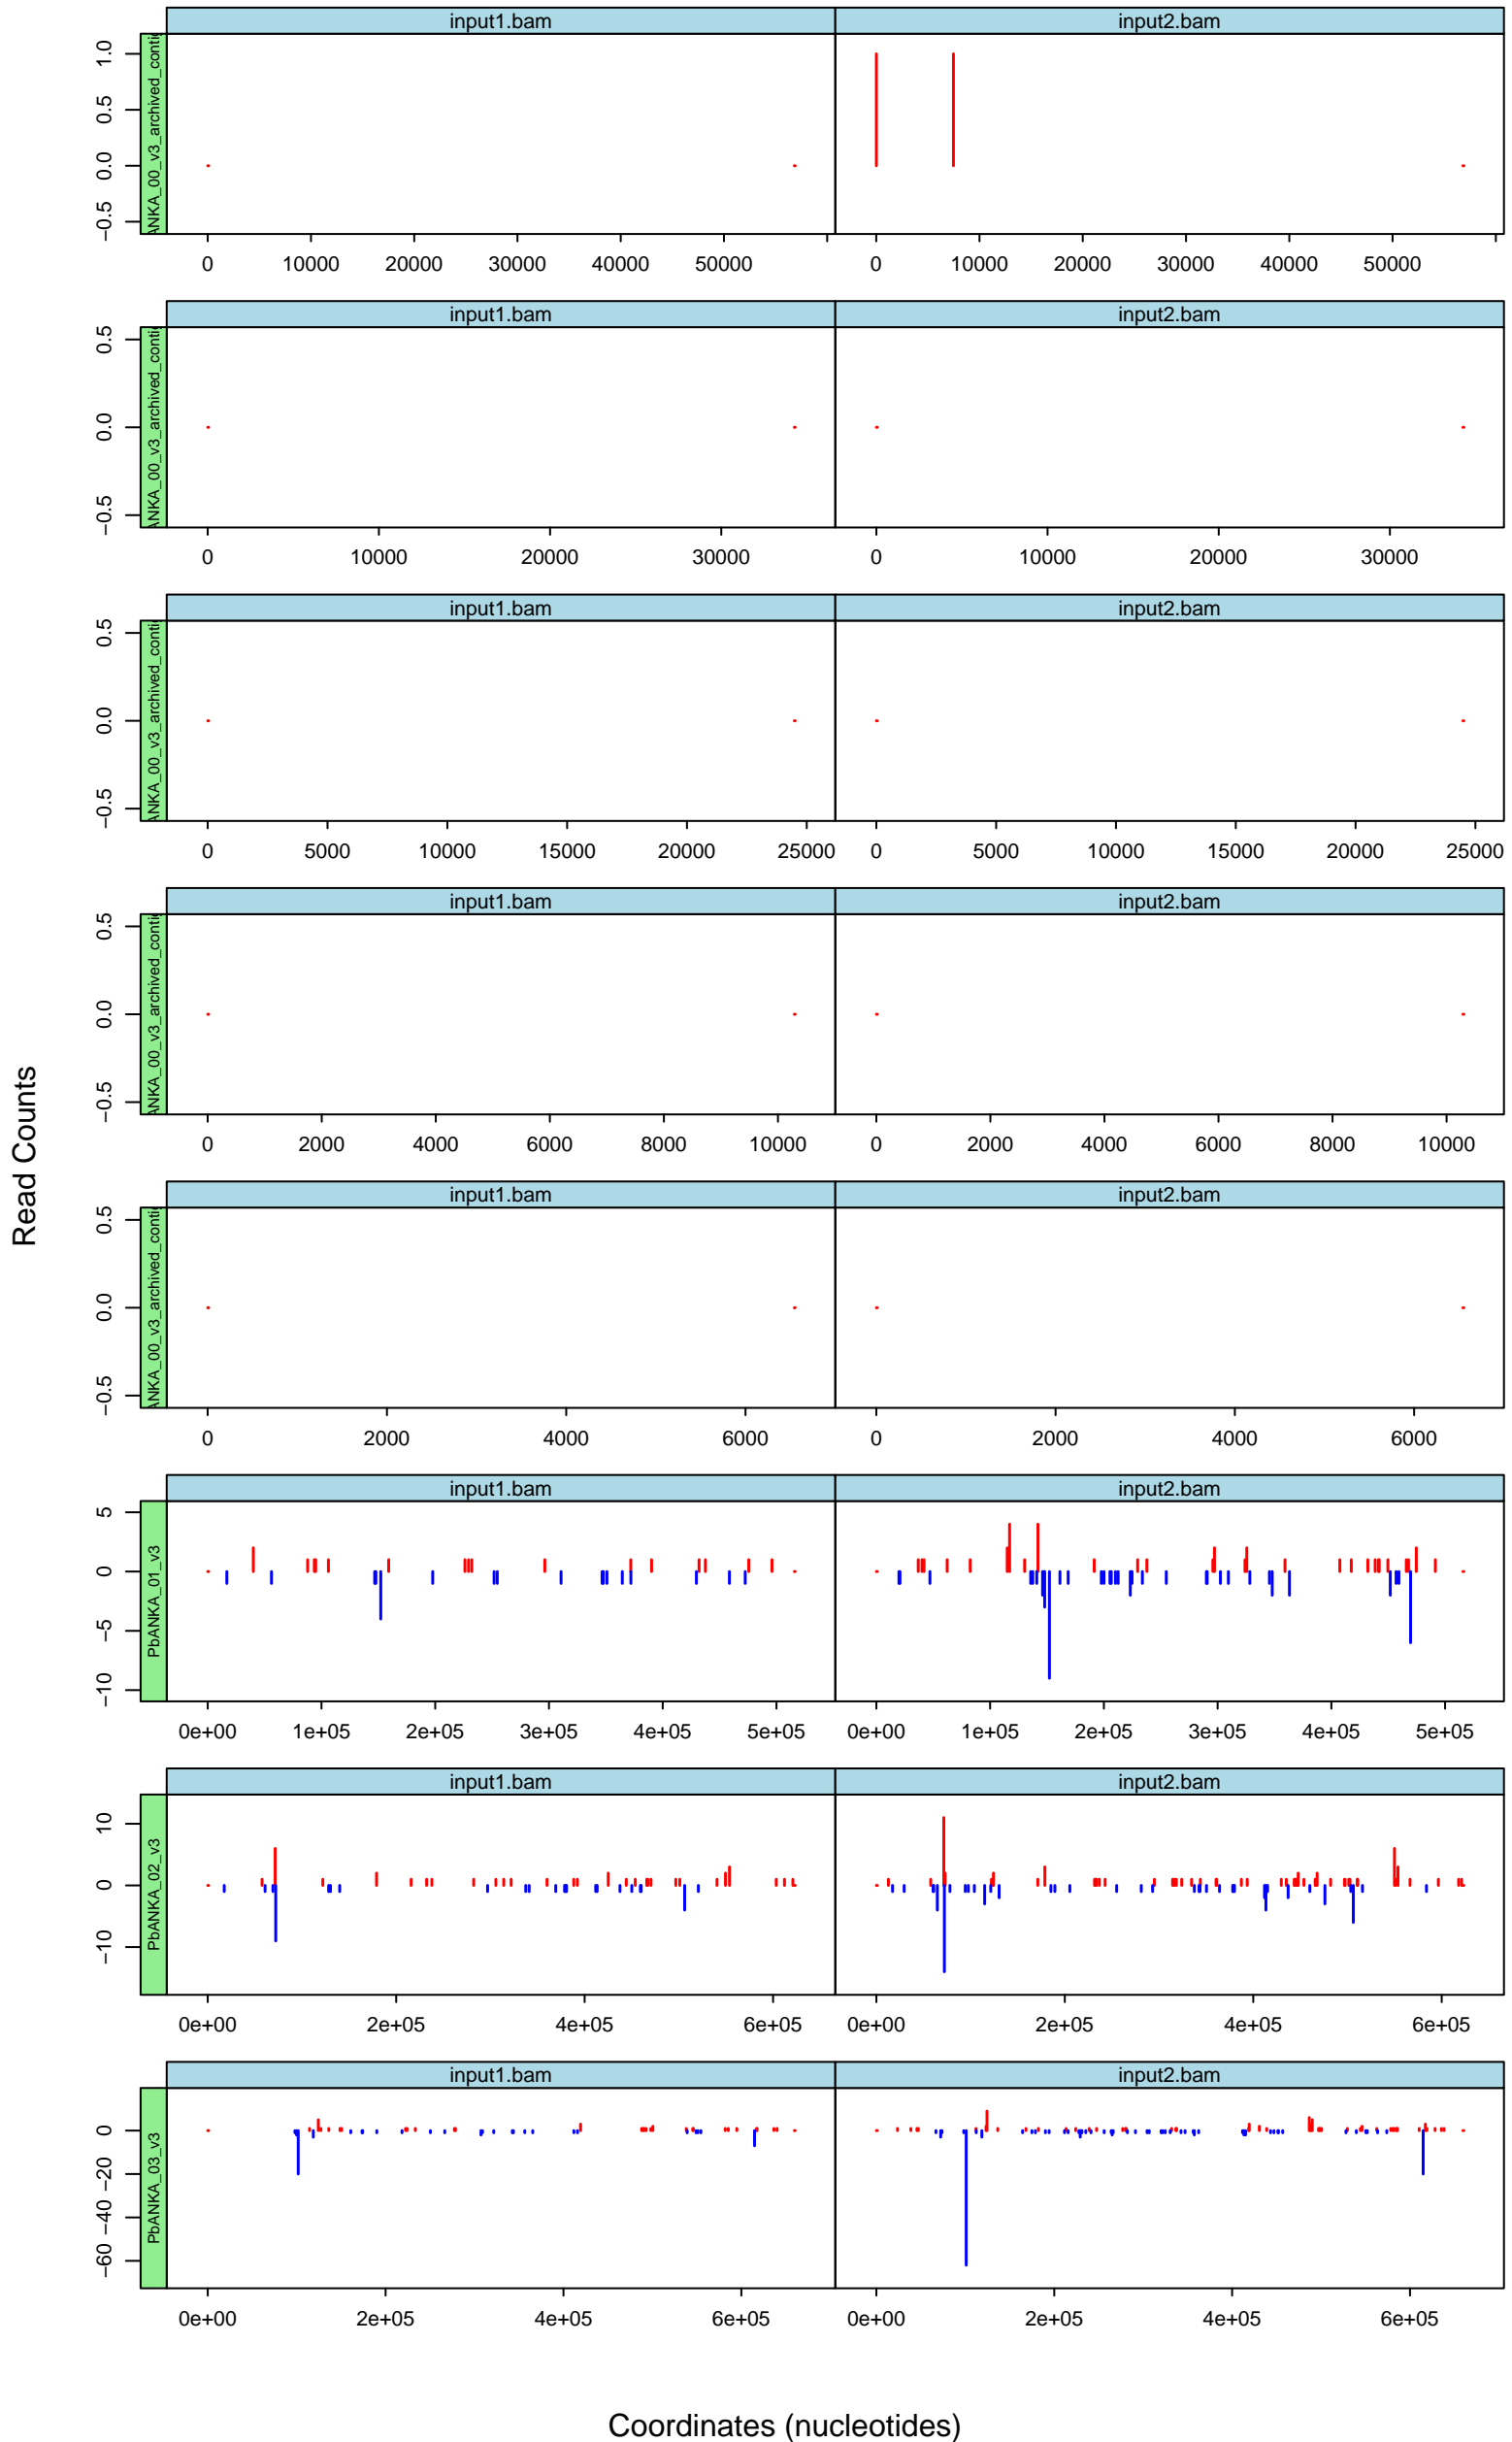 input1.bam input2.bam
ANKA_00_v3_archived_conti
1.0
0.5
0.0
−0.5
0 10000 20000 30000 40000 50000 0 10000 20000 30000 40000 50000
input1.bam input2.bam
ANKA_00_v3_archived_conti
0.5
0.0
−0.5
0 10000 20000 30000 0 10000 20000 30000
input1.bam input2.bam
ANKA_00_v3_archived_conti
0.5
0.0
−0.5
0 5000 10000 15000 20000 25000 0 5000 10000 15000 20000 25000
input1.bam input2.bam
ANKA_00_v3_archived_conti
0.5
0.0
−0.5
0 2000 4000 6000 8000 10000 0 2000 4000 6000 8000 10000
Read Counts
input1.bam input2.bam
ANKA_00_v3_archived_conti
0.5
0.0
−0.5
0 2000 4000 6000 0 2000 4000 6000
input1.bam input2.bam
PbANKA_01_v3
5
0
−5
−10
0e+00 1e+05 2e+05 3e+05 4e+05 5e+05 0e+00 1e+05 2e+05 3e+05 4e+05 5e+05
input1.bam input2.bam
PbANKA_02_v3
10
0
−10
0e+00 2e+05 4e+05 6e+05 0e+00 2e+05 4e+05 6e+05
input1.bam input2.bam
PbANKA_03_v3
0
−20
−40
−60
0e+00 2e+05 4e+05 6e+05 0e+00 2e+05 4e+05 6e+05
Coordinates (nucleotides)